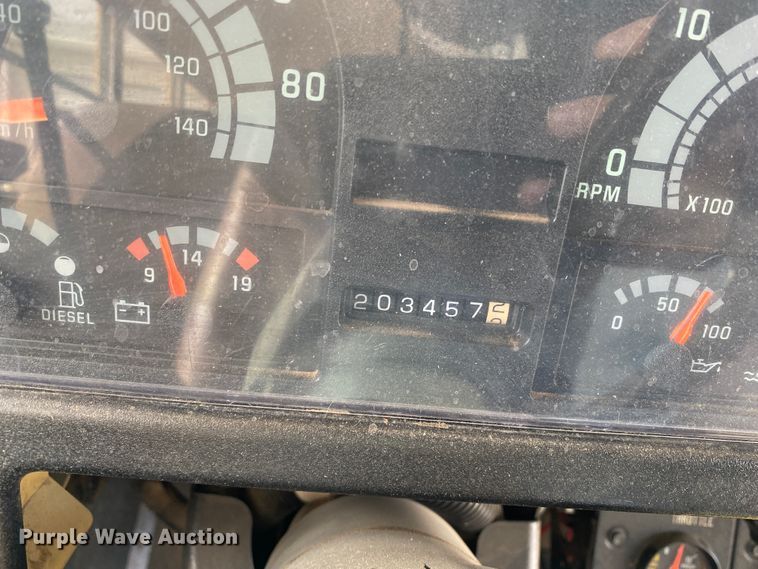 100
120
140
80
m/h
10
0
RPM
X100
9
14
19
DIESEL
203457
0
50
100
THROTTLE
Purple Wave Auction